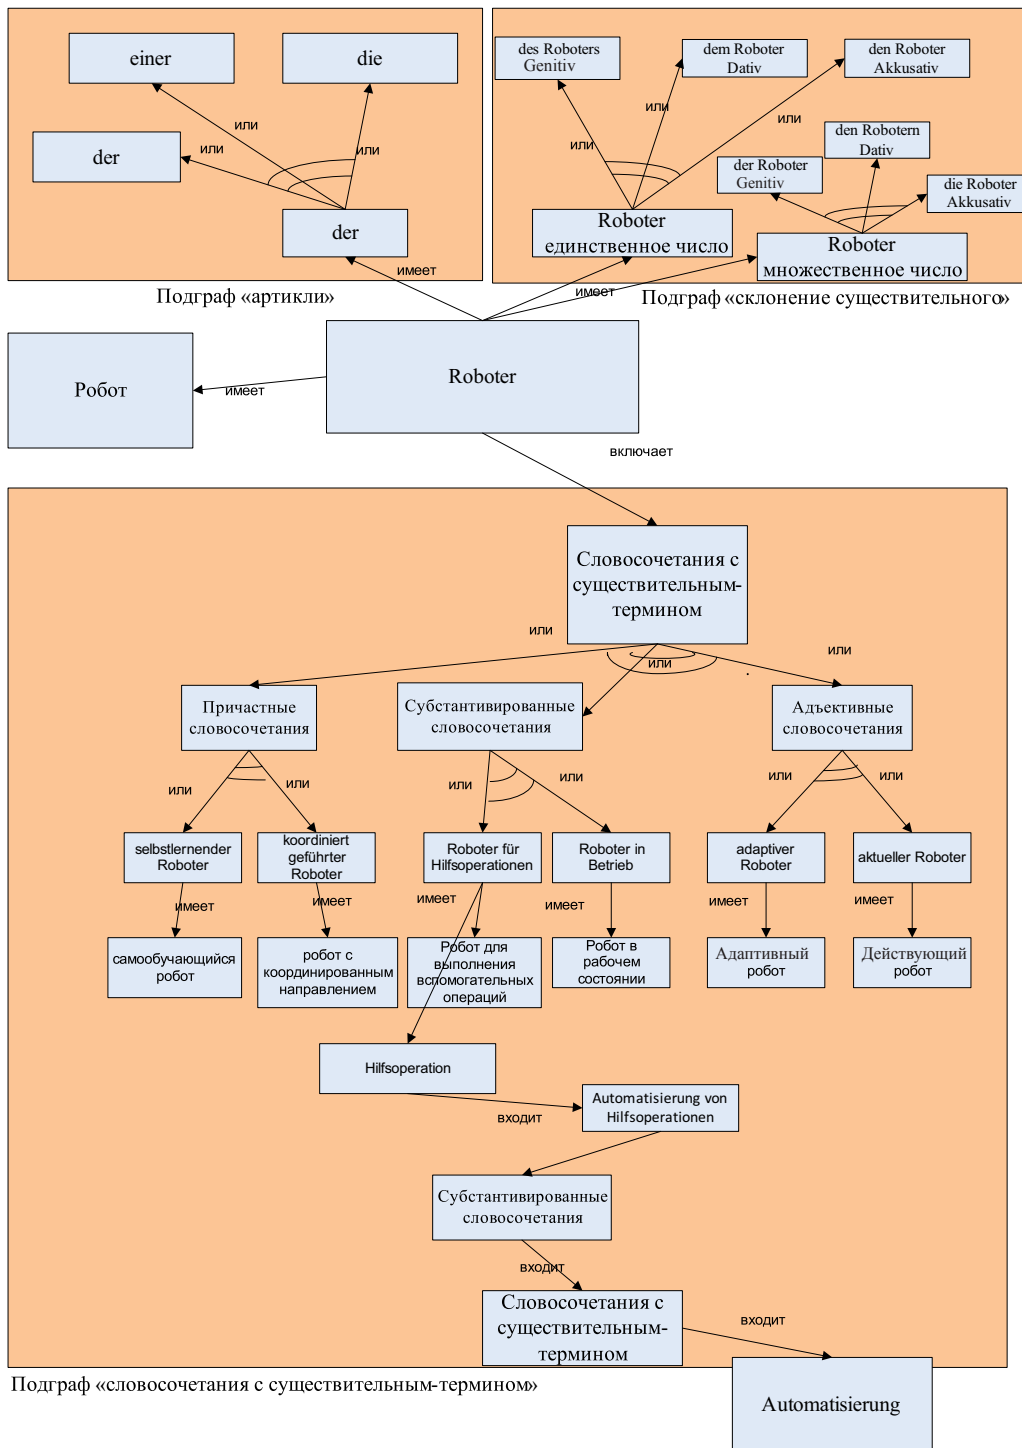 einer
die
или
der
или
или
der
имеет
Подграф «артикли»
des Roboters
Genitiv
dem Roboter
Dativ
den Roboter
Akkusativ
или
или
или
den Robotern
Dativ
der Roboter
Genitiv
die Roboter
Akkusativ
Roboter
единственное число
Roboter
множественное число
имеет
Подграф «склонение существительного»
Робот
имеет
Roboter
включает
Словосочетания с
существительным-
термином
или
или
или
Причастные
словосочетания
Субстантивированные
словосочетания
Адъективные
словосочетания
или
или
или
или
или
или
selbstlernender
Roboter
koordiniert
geführter
Roboter
Roboter für
Hilfsoperationen
Roboter in
Betrieb
adaptiver
Roboter
aktueller Roboter
имеет
имеет
имеет
имеет
имеет
имеет
самообучающийся
робот
робот с
координированным
направлением
Робот для
выполнения
вспомогательных
операций
Робот в
рабочем
состоянии
Адаптивный
робот
Действующий
робот
Hilfsoperation
входит
Automatisierung von
Hilfsoperationen
Субстантивированные
словосочетания
входит
Словосочетания с
существительным-
термином
входит
Automatisierung
Подграф «словосочетания с существительным-термином»